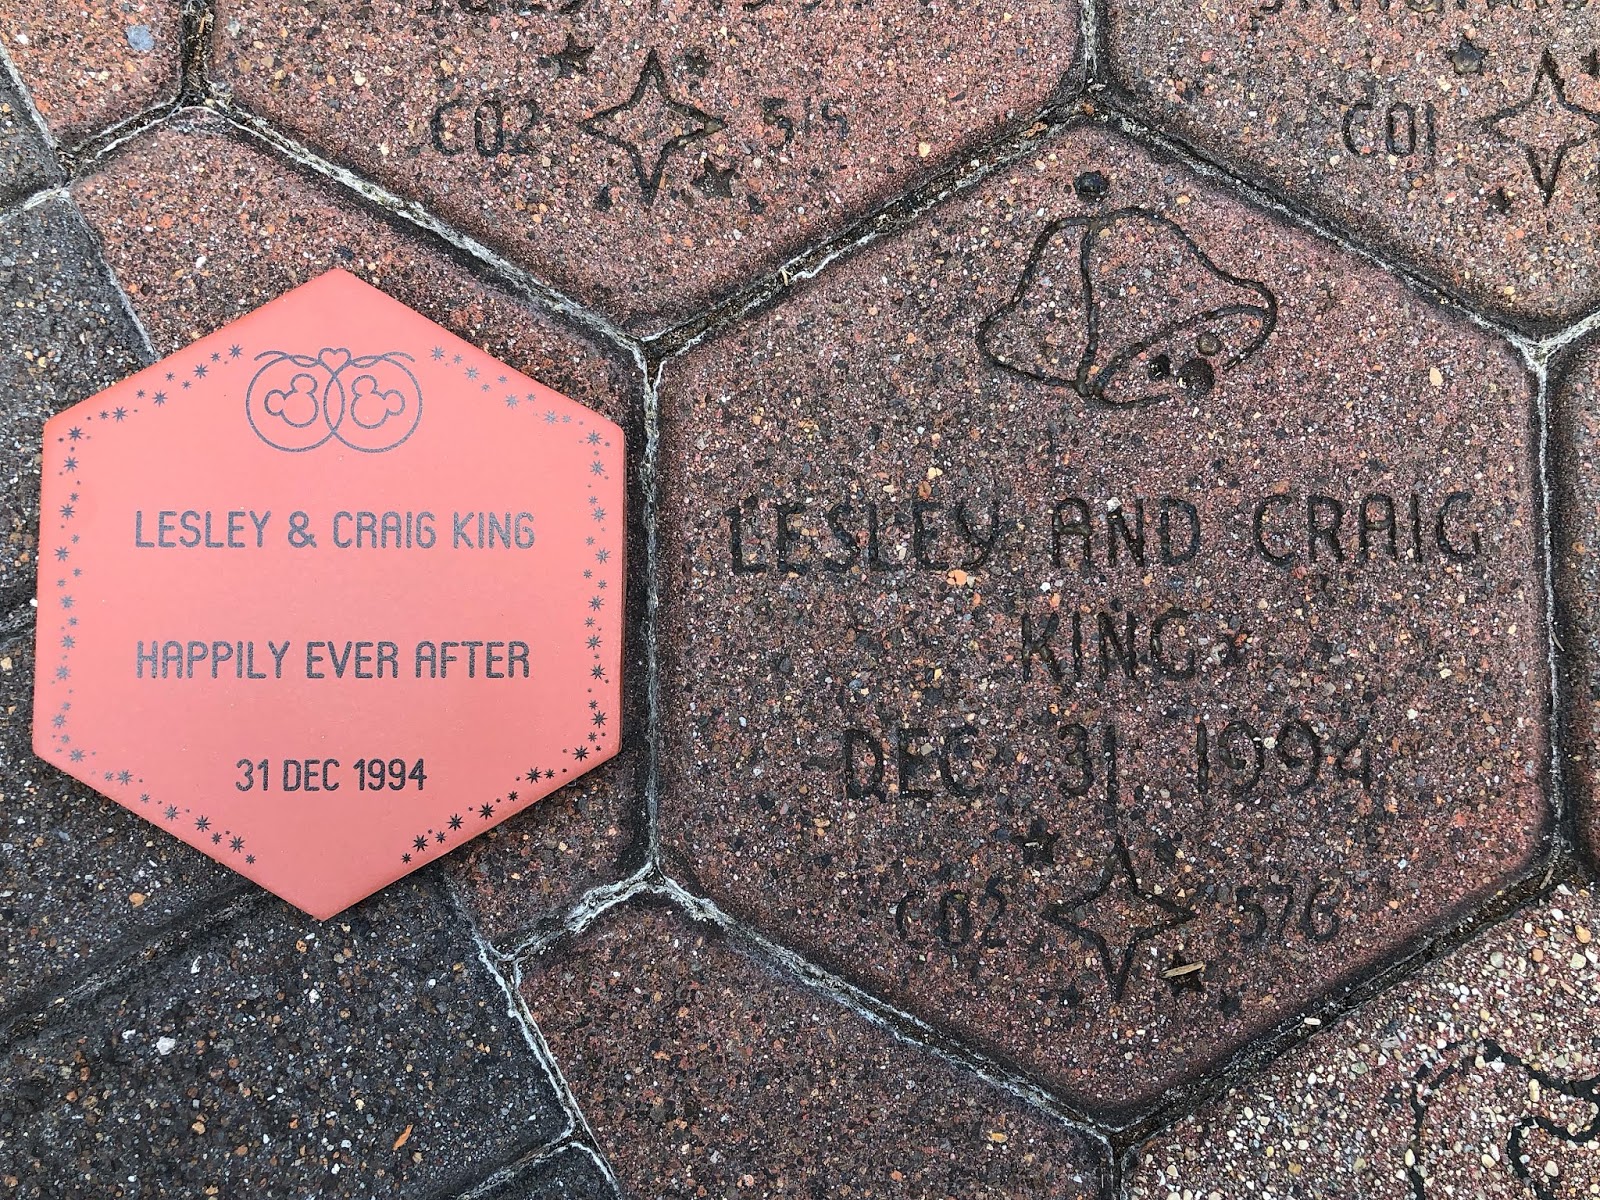 C02 515
C01
LESLEY & CRAIG KING
HAPPILY EVER AFTER
31 DEC 1994
LESLEY AND CRAIG
KING
DEC 31 1994
C02 516